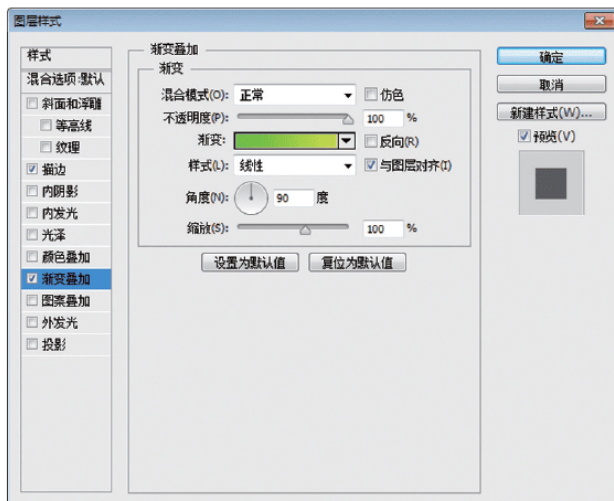 图层样式
样式
混合选项:默认
斜面和浮雕
等高线
纹理
描边
内阴影
内发光
光泽
颜色叠加
渐变叠加
图案叠加
外发光
投影
渐变叠加
渐变
混合模式(O): 正常 仿色
不透明度(P): 100 %
渐变: 反向(R)
样式(L): 线性 与图层对齐(I)
角度(N): 90 度
缩放(S): 100 %
设置为默认值 复位为默认值
确定
取消
新建样式(W)...
预览(V)